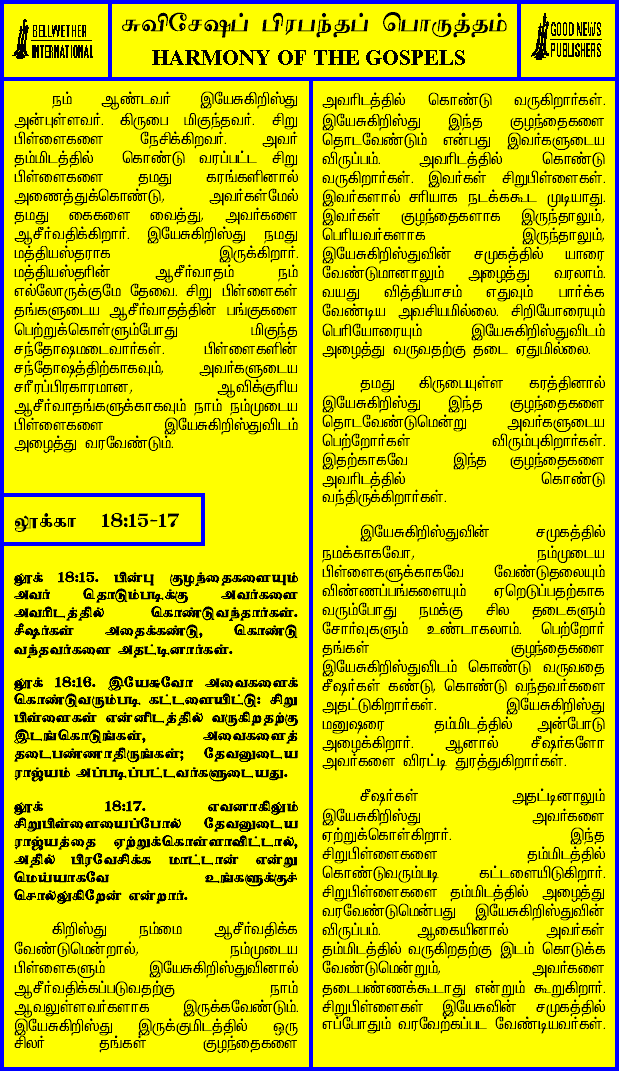 BELLWETHER
INTERNATIONAL
சுவிசேஷப் பிரபந்தப் பொருத்தம்
HARMONY OF THE GOSPELS
GOOD NEWS
PUBLISHERS
நம் ஆண்டவர் இயேசுகிறிஸ்து
அன்புள்ளவர். கிருபை மிகுந்தவர். சிறு
பிள்ளைகளை நேசிக்கிறவர். அவர்
தம்மிடத்தில் கொண்டு வரப்பட்ட சிறு
பிள்ளைகளை தமது கரங்களினால்
அணைத்துக்கொண்டு, அவர்கள்மேல்
தமது கைகளை வைத்து, அவர்களை
ஆசீர்வதிக்கிறார். இயேசுகிறிஸ்து நமது
மத்தியஸ்தராக இருக்கிறார்.
மத்தியஸ்தரின் ஆசீர்வாதம் நம்
எல்லோருக்குமே தேவை. சிறு பிள்ளைகள்
தங்களுடைய ஆசீர்வாதத்தின் பங்குகளை
பெற்றுக்கொள்ளும்போது மிகுந்த
சந்தோஷமடைவார்கள். பிள்ளைகளின்
சந்தோஷத்திற்காகவும், அவர்களுடைய
சரீரப்பிரகாரமான, ஆவிக்குரிய
ஆசீர்வாதங்களுக்காகவும் நாம் நம்முடைய
பிள்ளைகளை இயேசுகிறிஸ்துவிடம்
அழைத்து வரவேண்டும்.
லூக்கா 18:15-17
லூக் 18:15. பின்பு குழந்தைகளையும்
அவர் தொடும்படிக்கு அவர்களை
அவரிடத்தில் கொண்டுவந்தார்கள்.
சீஷர்கள் அதைக்கண்டு, கொண்டு
வந்தவர்களை அதட்டினார்கள்.
லூக் 18:16. இயேசுவோ அவைகளைக்
கொண்டுவரும்படி கட்டளையிட்டு: சிறு
பிள்ளைகள் என்னிடத்தில் வருகிறதற்கு
இடங்கொடுங்கள், அவைகளைத்
தடைபண்ணாதிருங்கள்; தேவனுடைய
ராஜ்யம் அப்படிப்பட்டவர்களுடையது.
லூக் 18:17. எவனாகிலும்
சிறுபிள்ளையைப்போல் தேவனுடைய
ராஜ்யத்தை ஏற்றுக்கொள்ளாவிட்டால்,
அதில் பிரவேசிக்க மாட்டான் என்று
மெய்யாகவே உங்களுக்குச்
சொல்லுகிறேன் என்றார்.
கிறிஸ்து நம்மை ஆசீர்வதிக்க
வேண்டுமென்றால், நம்முடைய
பிள்ளைகளும் இயேசுகிறிஸ்துவினால்
ஆசீர்வதிக்கப்படுவதற்கு நாம்
ஆவலுள்ளவர்களாக இருக்கவேண்டும்.
இயேசுகிறிஸ்து இருக்குமிடத்தில் ஒரு
சிலர் தங்கள் குழந்தைகளை
அவரிடத்தில் கொண்டு வருகிறார்கள்.
இயேசுகிறிஸ்து இந்த குழந்தைகளை
தொடவேண்டும் என்பது இவர்களுடைய
விருப்பம். அவரிடத்தில் கொண்டு
வருகிறார்கள். இவர்கள் சிறுபிள்ளைகள்.
இவர்களால் சரியாக நடக்ககூட முடியாது.
இவர்கள் குழந்தைகளாக இருந்தாலும்,
பெரியவர்களாக இருந்தாலும்,
இயேசுகிறிஸ்துவின் சமுகத்தில் யாரை
வேண்டுமானாலும் அழைத்து வரலாம்.
வயது வித்தியாசம் எதுவும் பார்க்க
வேண்டிய அவசியமில்லை. சிறியோரையும்
பெரியோரையும் இயேசுகிறிஸ்துவிடம்
அழைத்து வருவதற்கு தடை ஏதுமில்லை.
தமது கிருபையுள்ள கரத்தினால்
இயேசுகிறிஸ்து இந்த குழந்தைகளை
தொடவேண்டுமென்று அவர்களுடைய
பெற்றோர்கள் விரும்புகிறார்கள்.
இதற்காகவே இந்த குழந்தைகளை
அவரிடத்தில் கொண்டு
வந்திருக்கிறார்கள்.
இயேசுகிறிஸ்துவின் சமுகத்தில்
நமக்காகவோ, நம்முடைய
பிள்ளைகளுக்காகவே வேண்டுதலையும்
விண்ணப்பங்களையும் ஏறெடுப்பதற்காக
வரும்போது நமக்கு சில தடைகளும்
சோர்வுகளும் உண்டாகலாம். பெற்றோர்
தங்கள் குழந்தைகளை
இயேசுகிறிஸ்துவிடம் கொண்டு வருவதை
சீஷர்கள் கண்டு, கொண்டு வந்தவர்களை
அதட்டுகிறார்கள். இயேசுகிறிஸ்து
மனுஷரை தம்மிடத்தில் அன்போடு
அழைக்கிறார். ஆனால் சீஷர்களோ
அவர்களை விரட்டி துரத்துகிறார்கள்.
சீஷர்கள் அதட்டினாலும்
இயேசுகிறிஸ்து அவர்களை
ஏற்றுக்கொள்கிறார். இந்த
சிறுபிள்ளைகளை தம்மிடத்தில்
கொண்டுவரும்படி கட்டளையிடுகிறார்.
சிறுபிள்ளைகளை தம்மிடத்தில் அழைத்து
வரவேண்டுமென்பது இயேசுகிறிஸ்துவின்
விருப்பம். ஆகையினால் அவர்கள்
தம்மிடத்தில் வருகிறதற்கு இடம் கொடுக்க
வேண்டுமென்றும், அவர்களை
தடைபண்ணக்கூடாது என்றும் கூறுகிறார்.
சிறுபிள்ளைகள் இயேசுவின் சமுகத்தில்
எப்போதும் வரவேற்கப்பட வேண்டியவர்கள்.